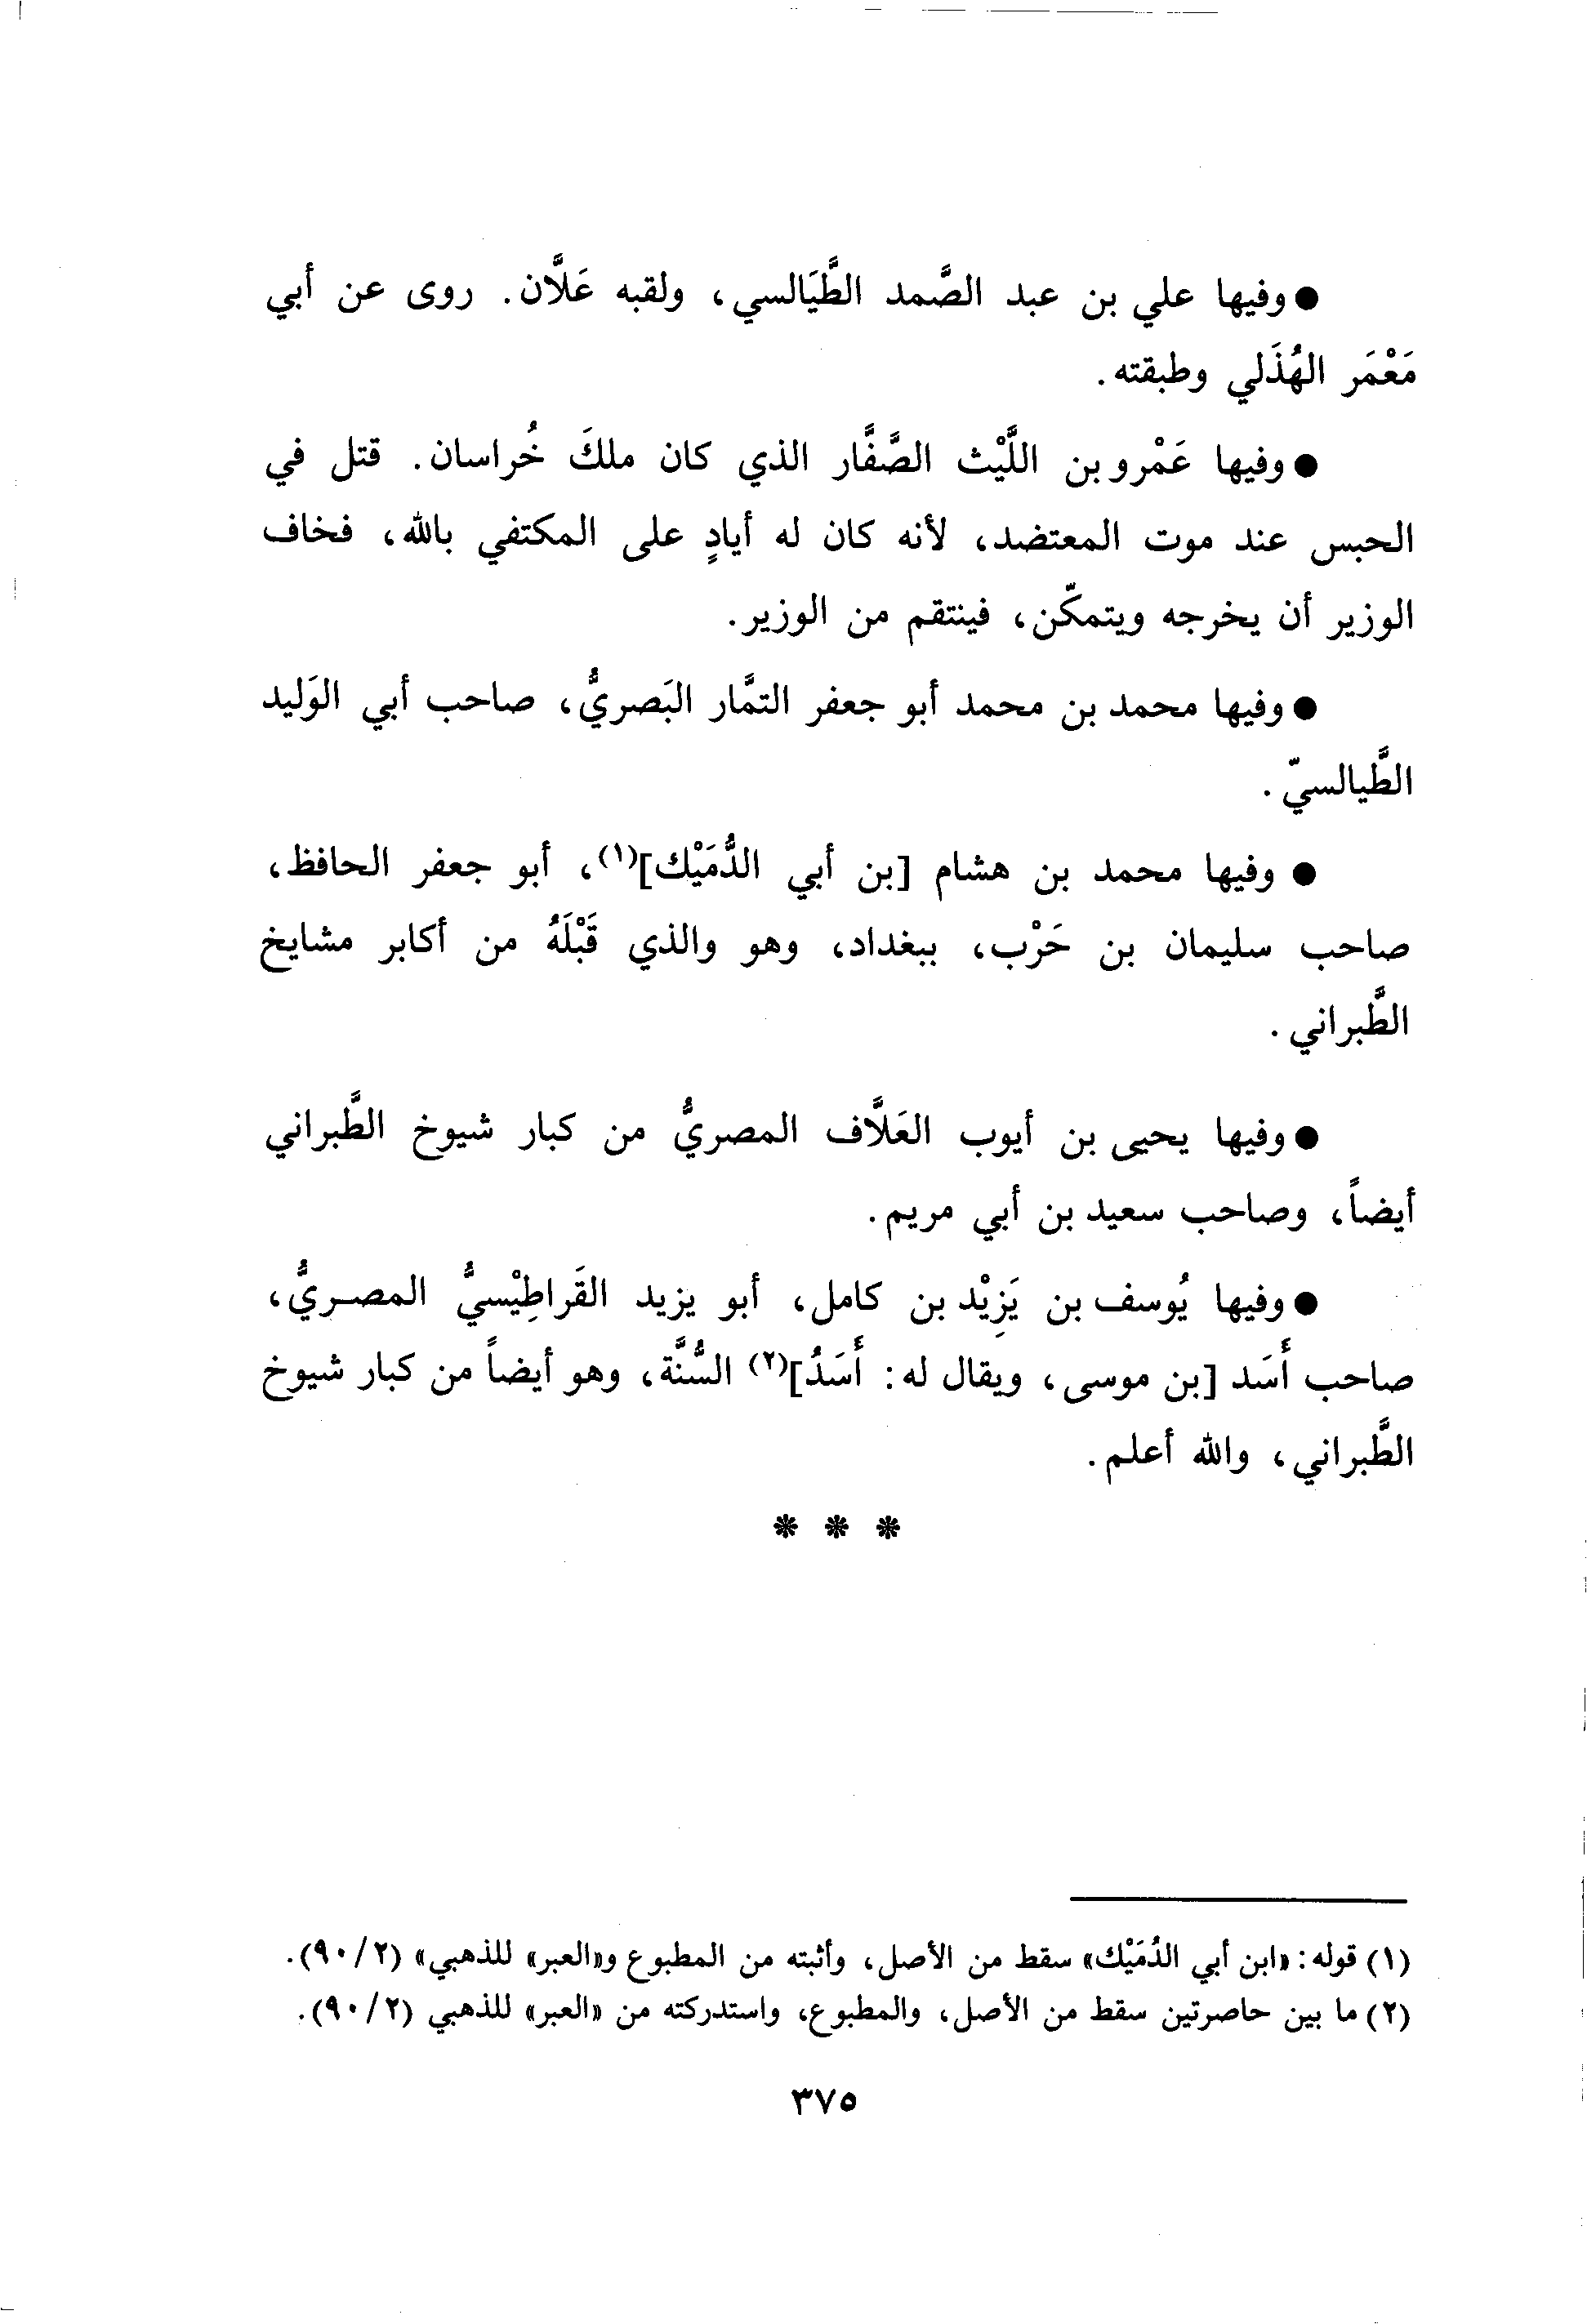 ● وفيها علي بن عبد الصَّمد الطَّيَالسي، ولقبه عَلاَّن. روى عن أبي
مَعْمَر الهُذَلي وطبقته.
● وفيها عَمْرو بن اللَّيْث الصَّفَّار الذي كان ملكَ خُراسان. قتل في
الحبس عند موت المعتضد، لأنه كان له أيادٍ على المكتفي بالله، فخاف
الوزير أن يخرجه ويتمكّن، فينتقم من الوزير.
● وفيها محمد بن محمد أبو جعفر التمَّار البَصريُّ، صاحب أبي الوَليد
الطَّيالسيّ.
● وفيها محمد بن هشام [بن أبي الدُّمَيْك](١)، أبو جعفر الحافظ،
صاحب سليمان بن حَرْب، ببغداد، وهو والذي قَبْلَهُ من أكابر مشايخ
الطَّبراني.
● وفيها يحيى بن أيوب العَلاَّف المصريُّ من كبار شيوخ الطَّبراني
أيضاً، وصاحب سعيد بن أبي مريم.
● وفيها يُوسف بن يَزِيْد بن كامل، أبو يزيد القَراطِيْسيُّ المصـريُّ،
صاحب أَسَد [بن موسى، ويقال له: أَسَدُ](٢) السُّنَّة، وهو أيضاً من كبار شيوخ
الطَّبراني، والله أعلم.
* * *
(١) قوله: «ابن أبي الدُمَيْك» سقط من الأصل، وأثبته من المطبوع و«العبر» للذهبي» (٢/٩٠).
(٢) ما بين حاصرتين سقط من الأصل، والمطبوع، واستدركته من «العبر» للذهبي (٢/٩٠).
٣٧٥